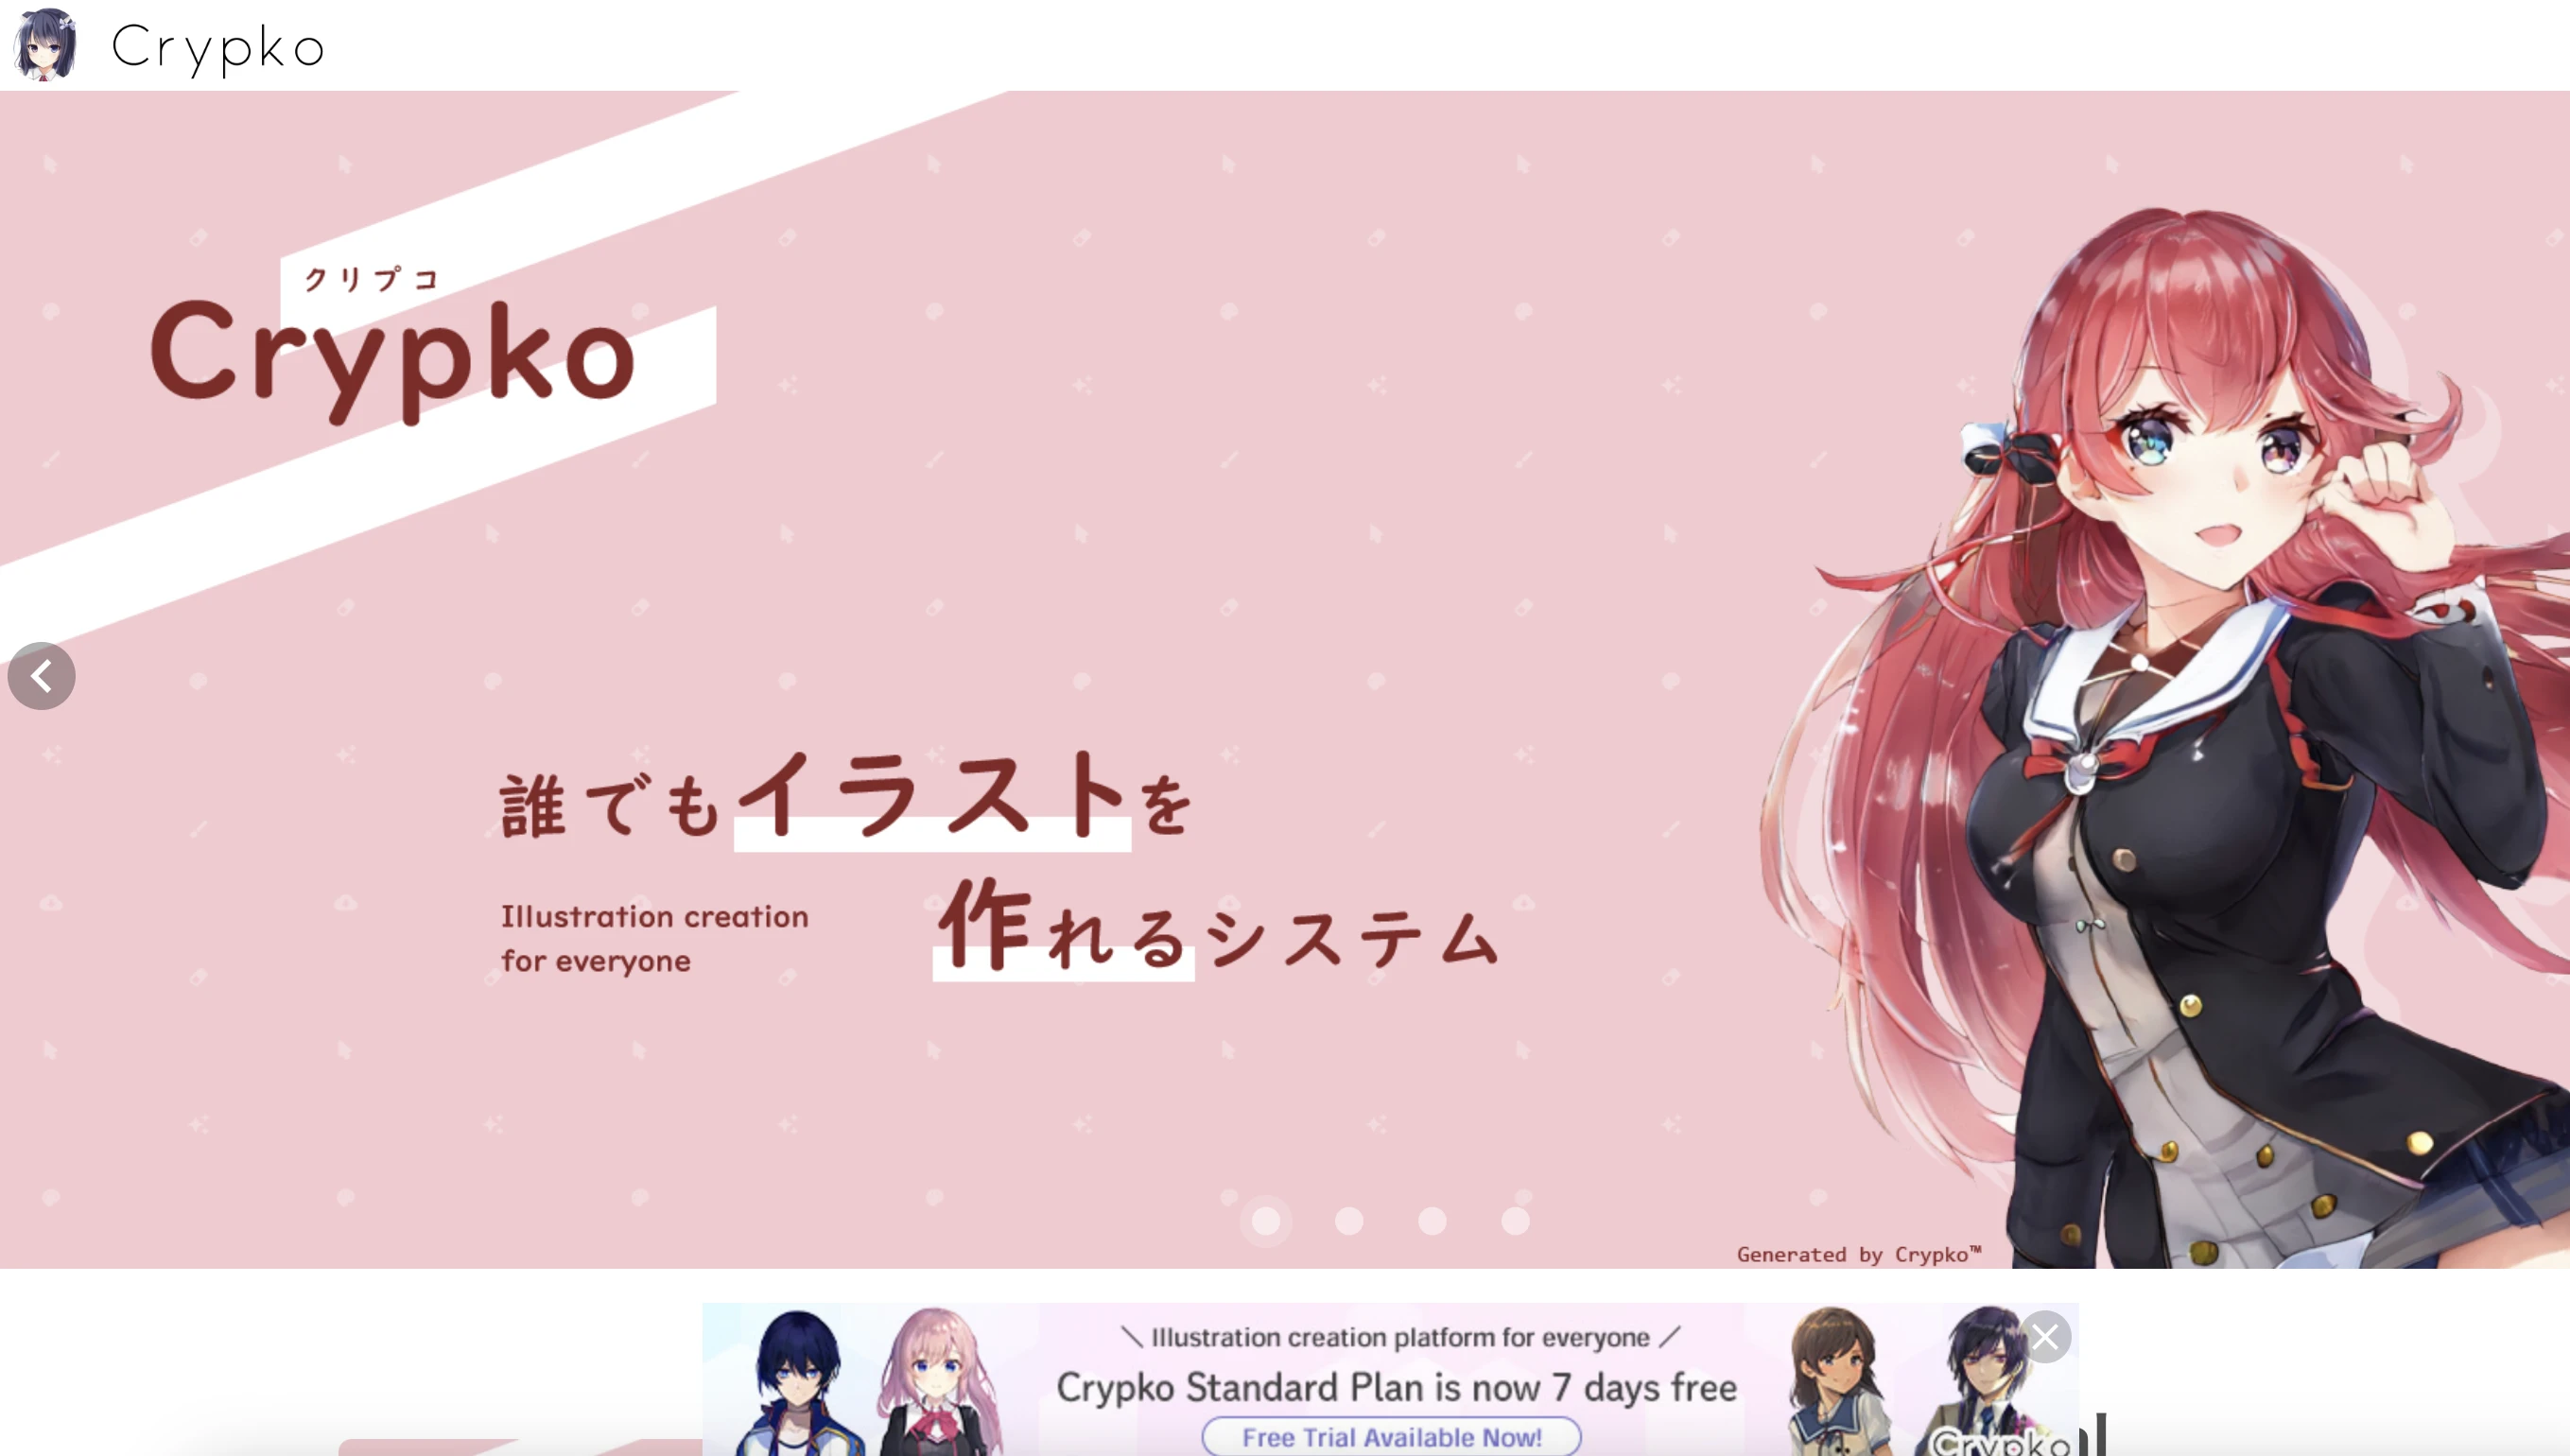 Crypko
クリプコ
Crypko
誰でもイラストを
作れるシステム
Illustration creation
for everyone
Generated by Crypko™
＼ Illustration creation platform for everyone ／
Crypko Standard Plan is now 7 days free
Free Trial Available Now!
Crypko